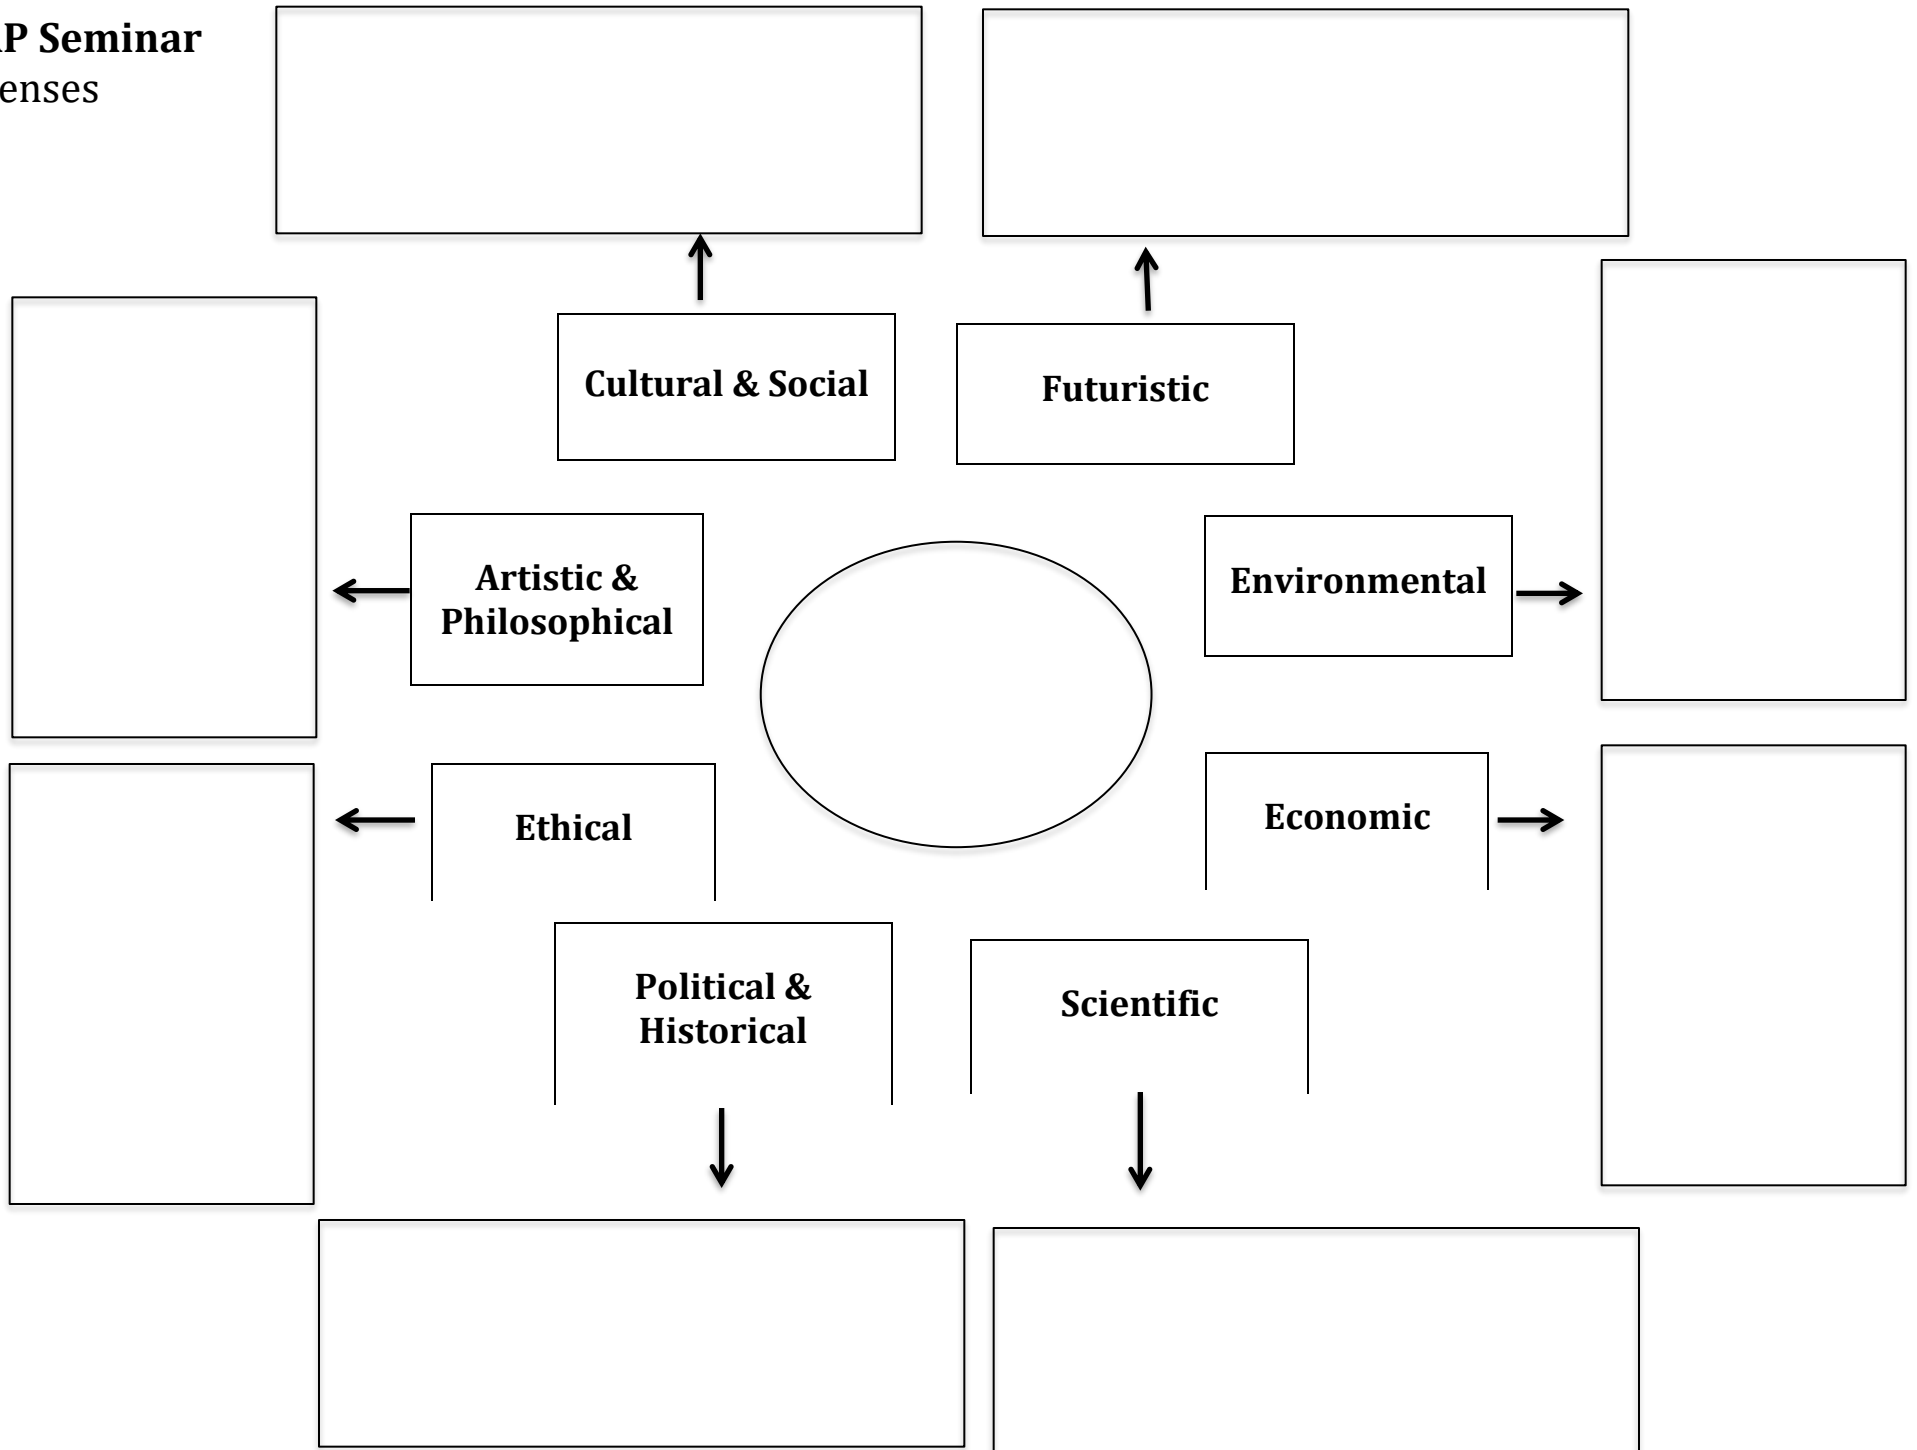 P Seminar
enses
Cultural & Social
Futuristic
Artistic &
Philosophical
Environmental
Ethical
Economic
Political &
Historical
Scientific